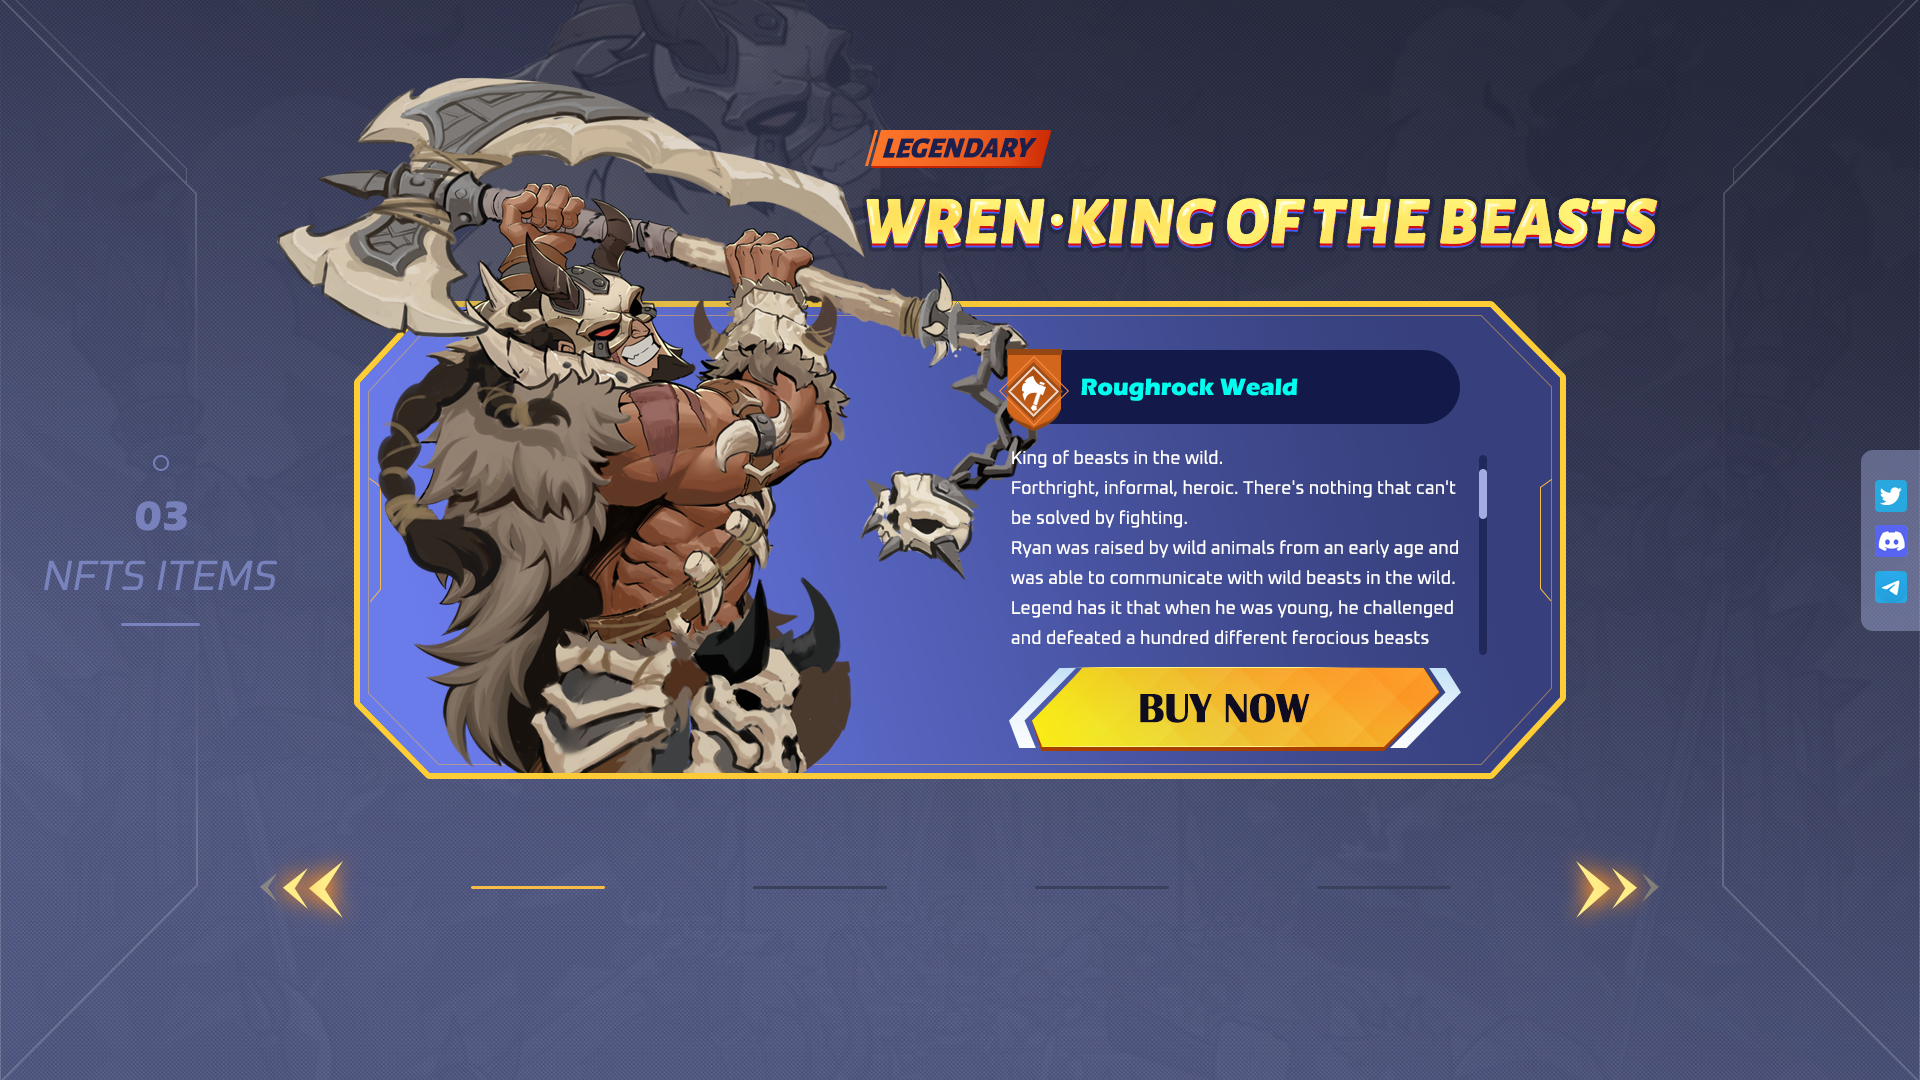 LEGENDARY
WREN·KING OF THE BEASTS
Roughrock Weald
King of beasts in the wild.
Forthright, informal, heroic. There's nothing that can't
be solved by fighting.
Ryan was raised by wild animals from an early age and
was able to communicate with wild beasts in the wild.
Legend has it that when he was young, he challenged
and defeated a hundred different ferocious beasts
BUY NOW
03
NFTS ITEMS